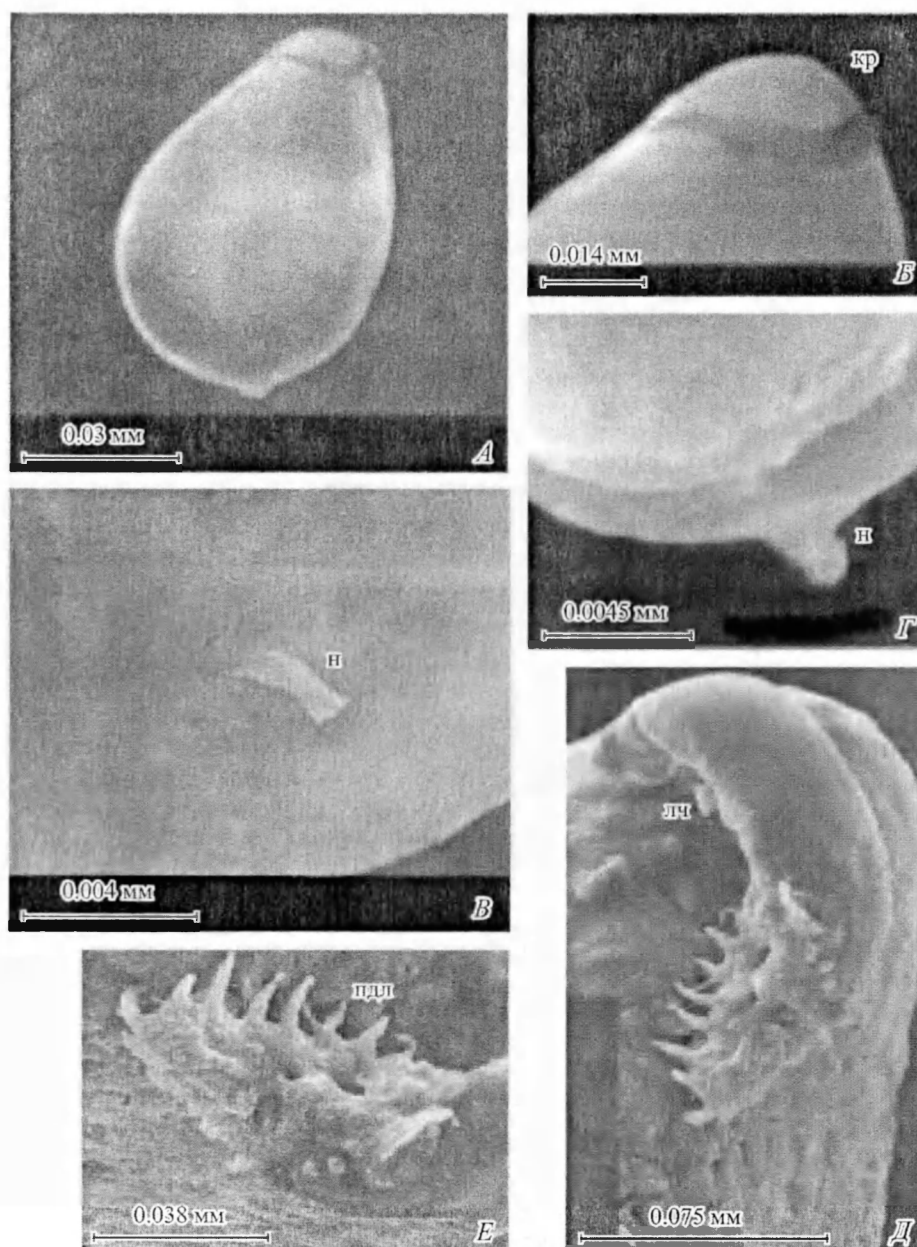 0.03 мм
А
кр
0.014 мм
Б
н
0.004 мм
В
н
0.0045 мм
Г
лч
0.075 мм
Д
пдл
0.038 мм
Е